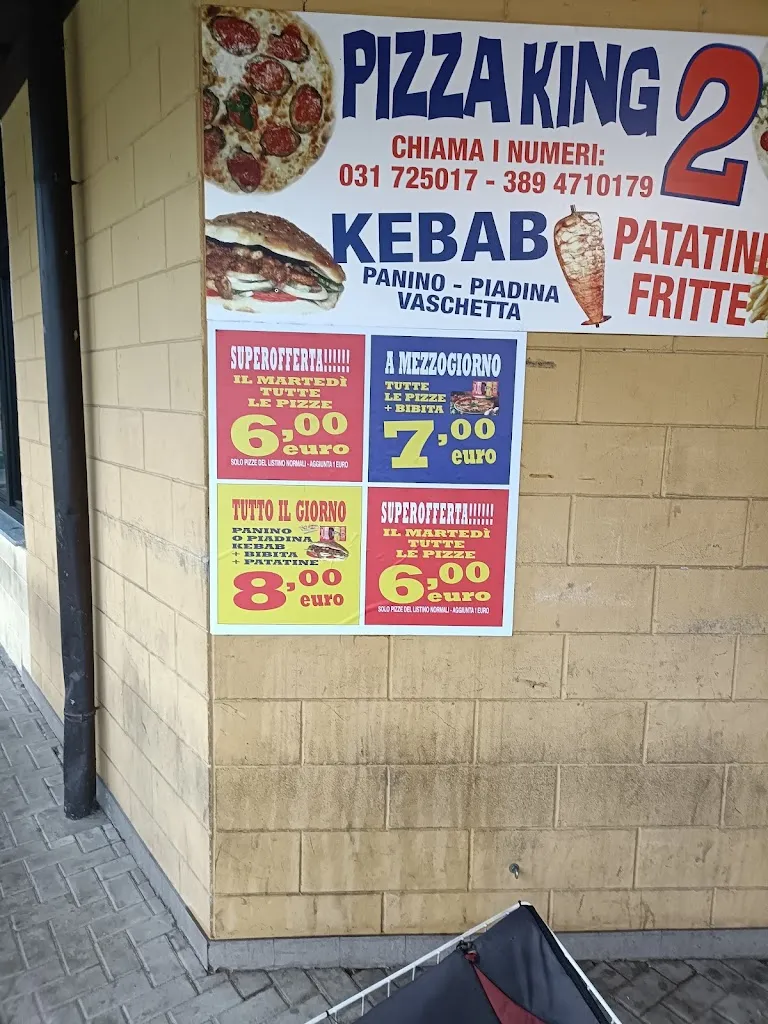 PIZZA KING 2
CHIAMA I NUMERI:
031 725017 - 389 4710179
KEBAB
PANINO - PIADINA
VASCHETTA
PATATINE
FRITTE
SUPEROFFERTA!!!!!!
IL MARTEDÌ
TUTTE
LE PIZZE
6,00
euro
SOLO PIZZE DEL LISTINO NORMALI - AGGIUNTA 1 EURO
A MEZZOGIORNO
TUTTE
LE PIZZE
+ BIBITA
7,00
euro
TUTTO IL GIORNO
PANINO
O PIADINA
KEBAB
+ BIBITA
+ PATATINE
8,00
euro
SUPEROFFERTA!!!!!!
IL MARTEDÌ
TUTTE
LE PIZZE
6,00
euro
SOLO PIZZE DEL LISTINO NORMALI - AGGIUNTA 1 EURO